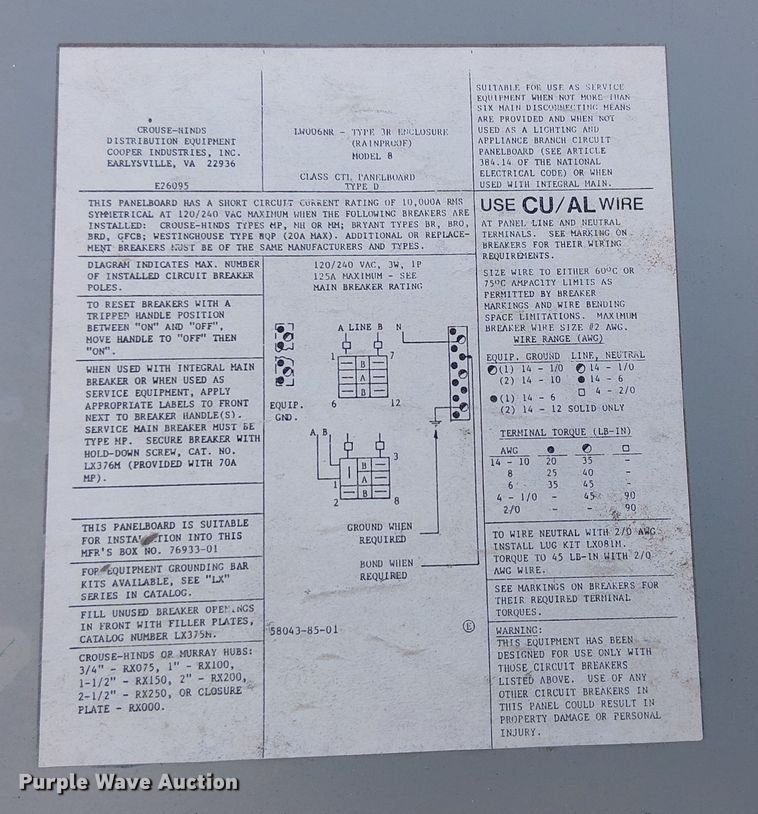 CROUSE-HINDS
DISTRIBUTION EQUIPMENT
COOPER INDUSTRIES, INC.
EARLYSVILLE, VA 22936
E26095
LW006NR - TYPE 3R ENCLOSURE
(RAINPROOF)
MODEL 8
CLASS CTL PANELBOARD
TYPE D
SUITABLE FOR USE AS SERVICE
EQUIPMENT WHEN NOT MORE THAN
SIX MAIN DISCONNECTING MEANS
ARE PROVIDED AND WHEN NOT
USED AS A LIGHTING AND
APPLIANCE BRANCH CIRCUIT
PANELBOARD (SEE ARTICLE
384.14 OF THE NATIONAL
ELECTRICAL CODE) OR WHEN
USED WITH INTEGRAL MAIN.
THIS PANELBOARD HAS A SHORT CIRCUIT CURRENT RATING OF 10,000A RMS
SYMMETRICAL AT 120/240 VAC MAXIMUM WHEN THE FOLLOWING BREAKERS ARE
INSTALLED: CROUSE-HINDS TYPES MP, MH OR MM; BRYANT TYPES BR, BRO,
BRD, GFCB; WESTINGHOUSE TYPE BQP (20A MAX). ADDITIONAL OR REPLACE-
MENT BREAKERS MUST BE OF THE SAME MANUFACTURERS AND TYPES.
DIAGRAM INDICATES MAX. NUMBER
OF INSTALLED CIRCUIT BREAKER
POLES.
TO RESET BREAKERS WITH A
TRIPPED HANDLE POSITION
BETWEEN "ON" AND "OFF",
MOVE HANDLE TO "OFF" THEN
"ON".
WHEN USED WITH INTEGRAL MAIN
BREAKER OR WHEN USED AS
SERVICE EQUIPMENT, APPLY
APPROPRIATE LABELS TO FRONT
NEXT TO BREAKER HANDLE(S).
SERVICE MAIN BREAKER MUST BE
TYPE MP. SECURE BREAKER WITH
HOLD-DOWN SCREW, CAT. NO.
LX376M (PROVIDED WITH 70A
MP).
THIS PANELBOARD IS SUITABLE
FOR INSTALLATION INTO THIS
MFR'S BOX NO. 76933-01
FOR EQUIPMENT GROUNDING BAR
KITS AVAILABLE, SEE "LX"
SERIES IN CATALOG.
FILL UNUSED BREAKER OPENINGS
IN FRONT WITH FILLER PLATES,
CATALOG NUMBER LX375M.
CROUSE-HINDS OR MURRAY HUBS:
3/4" - RX075, 1" - RX100,
1-1/2" - RX150, 2" - RX200,
2-1/2" - RX250, OR CLOSURE
PLATE - RX000.
120/240 VAC, 3W, 1P
125A MAXIMUM - SEE
MAIN BREAKER RATING
A LINE B N
1 7
B
A
B
6 12
EQUIP.
GND.
A B
3
B
1 A
B
2 8
GROUND WHEN
REQUIRED
BOND WHEN
REQUIRED
58043-85-01
E
USE CU/AL WIRE
AT PANEL LINE AND NEUTRAL
TERMINALS. SEE MARKING ON
BREAKERS FOR THEIR WIRING
REQUIREMENTS.
SIZE WIRE TO EITHER 60°C OR
75°C AMPACITY LIMITS AS
PERMITTED BY BREAKER
MARKINGS AND WIRE BENDING
SPACE LIMITATIONS. MAXIMUM
BREAKER WIRE SIZE #2 AWG.
WIRE RANGE (AWG)
EQUIP. GROUND LINE, NEUTRAL
(1) 14 - 1/0 14 - 1/0
(2) 14 - 10 14 - 6
4 - 2/0
(1) 14 - 6
(2) 14 - 12 SOLID ONLY
TERMINAL TORQUE (LB-IN)
AWG
14 - 10 20 35 -
8 25 40 -
6 35 45 -
4 - 1/0 - 45 90
2/0 - - 90
TO WIRE NEUTRAL WITH 2/0 AWG
INSTALL LUG KIT LX081M.
TORQUE TO 45 LB-IN WITH 2/0
AWG WIRE.
SEE MARKINGS ON BREAKERS FOR
THEIR REQUIRED TERMINAL
TORQUES.
WARNING:
THIS EQUIPMENT HAS BEEN
DESIGNED FOR USE ONLY WITH
THOSE CIRCUIT BREAKERS
LISTED ABOVE. USE OF ANY
OTHER CIRCUIT BREAKERS IN
THIS PANEL COULD RESULT IN
PROPERTY DAMAGE OR PERSONAL
INJURY.
Purple Wave Auction